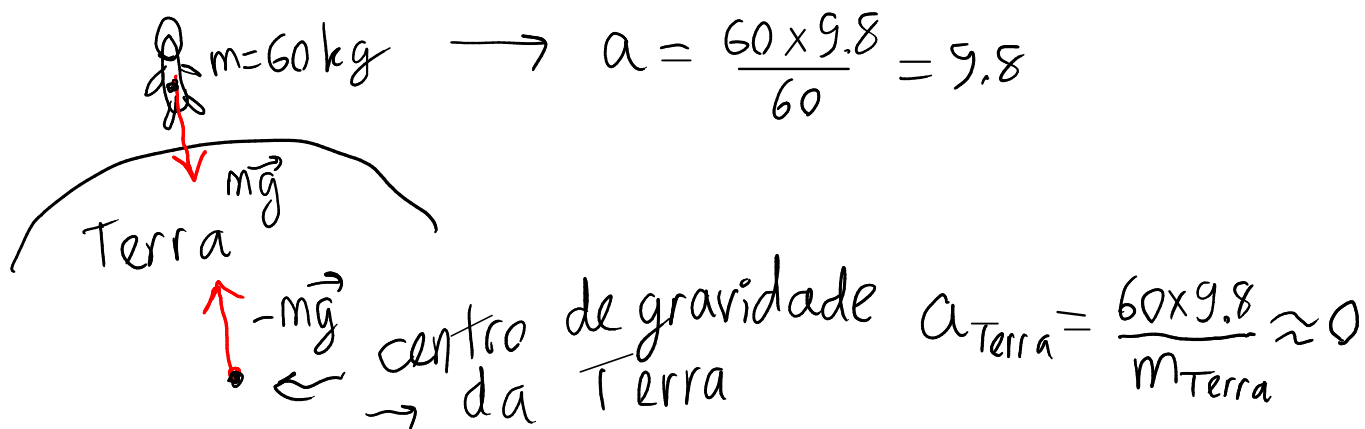 m=60kg → a = 60 × 9.8 / 60 = 9.8
mg⃗
Terra
-mg⃗
centro de gravidade
da Terra
a_Terra = 60×9.8 / m_Terra ≈ 0